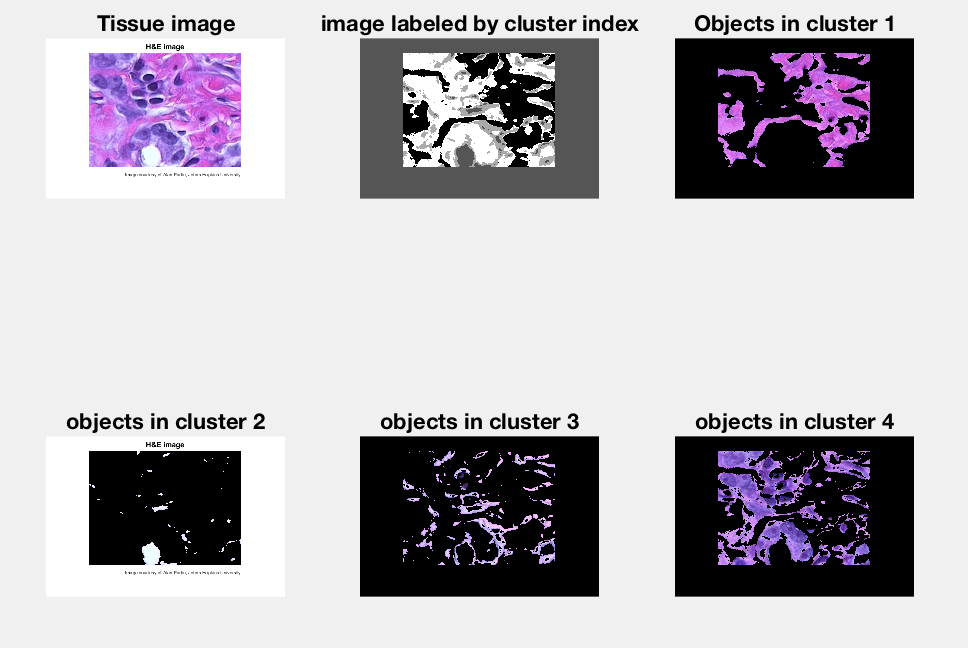 Tissue image
image labeled by cluster index
Objects in cluster 1
H&E image
objects in cluster 2
objects in cluster 3
objects in cluster 4
H&E image